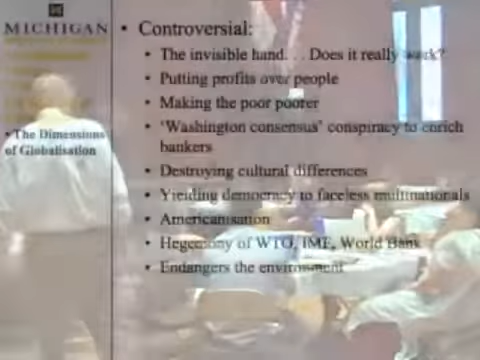 MICHIGAN
• The Dimensions
of Globalisation
• Controversial:
• The invisible hand. . . Does it really work?
• Putting profits over people
• Making the poor poorer
• ‘Washington consensus’ conspiracy to enrich
bankers
• Destroying cultural differences
• Yielding democracy to faceless multinationals
• Americanisation
• Hegemony of WTO, IMF, World Bank
• Endangers the environment